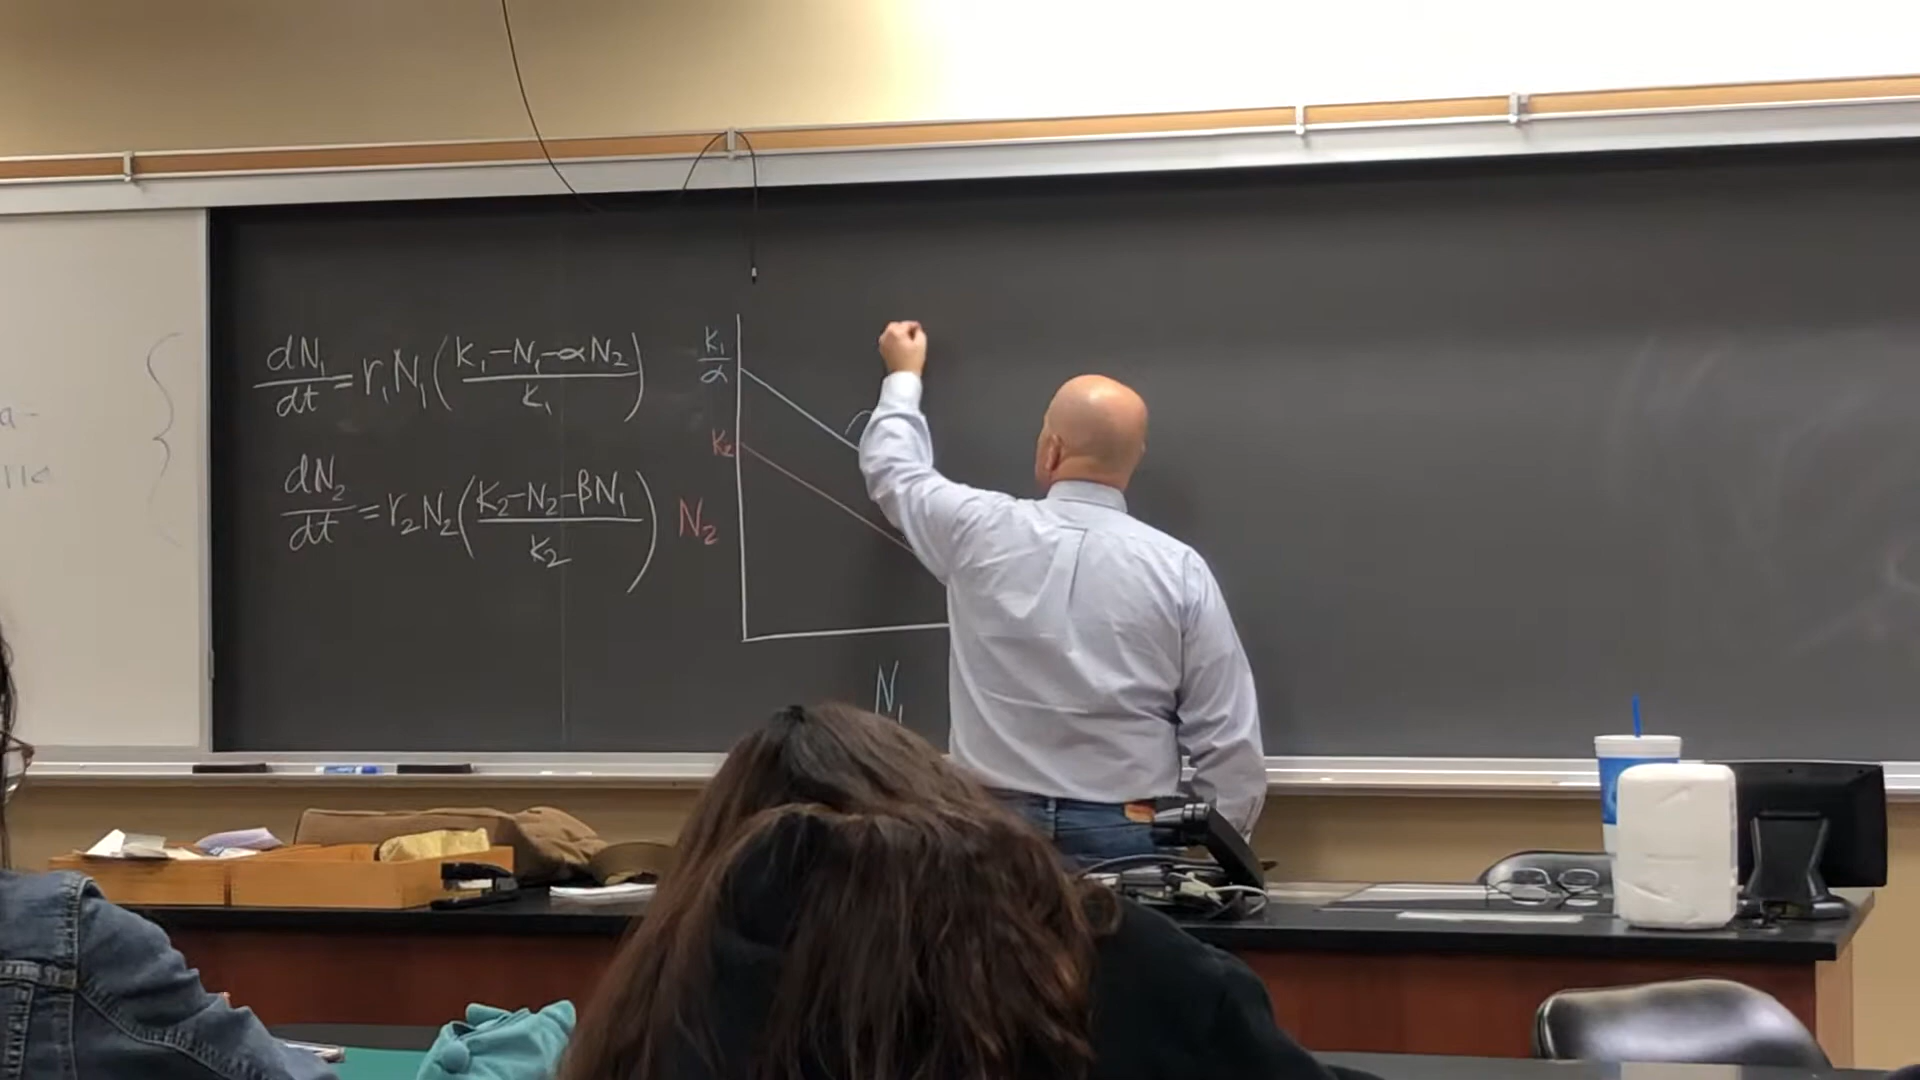 dN₁/dt = r₁N₁((K₁-N₁-αN₂)/K₁)
dN₂/dt = r₂N₂((K₂-N₂-βN₁)/K₂)
K₁/α
K₂
N₂
N₁